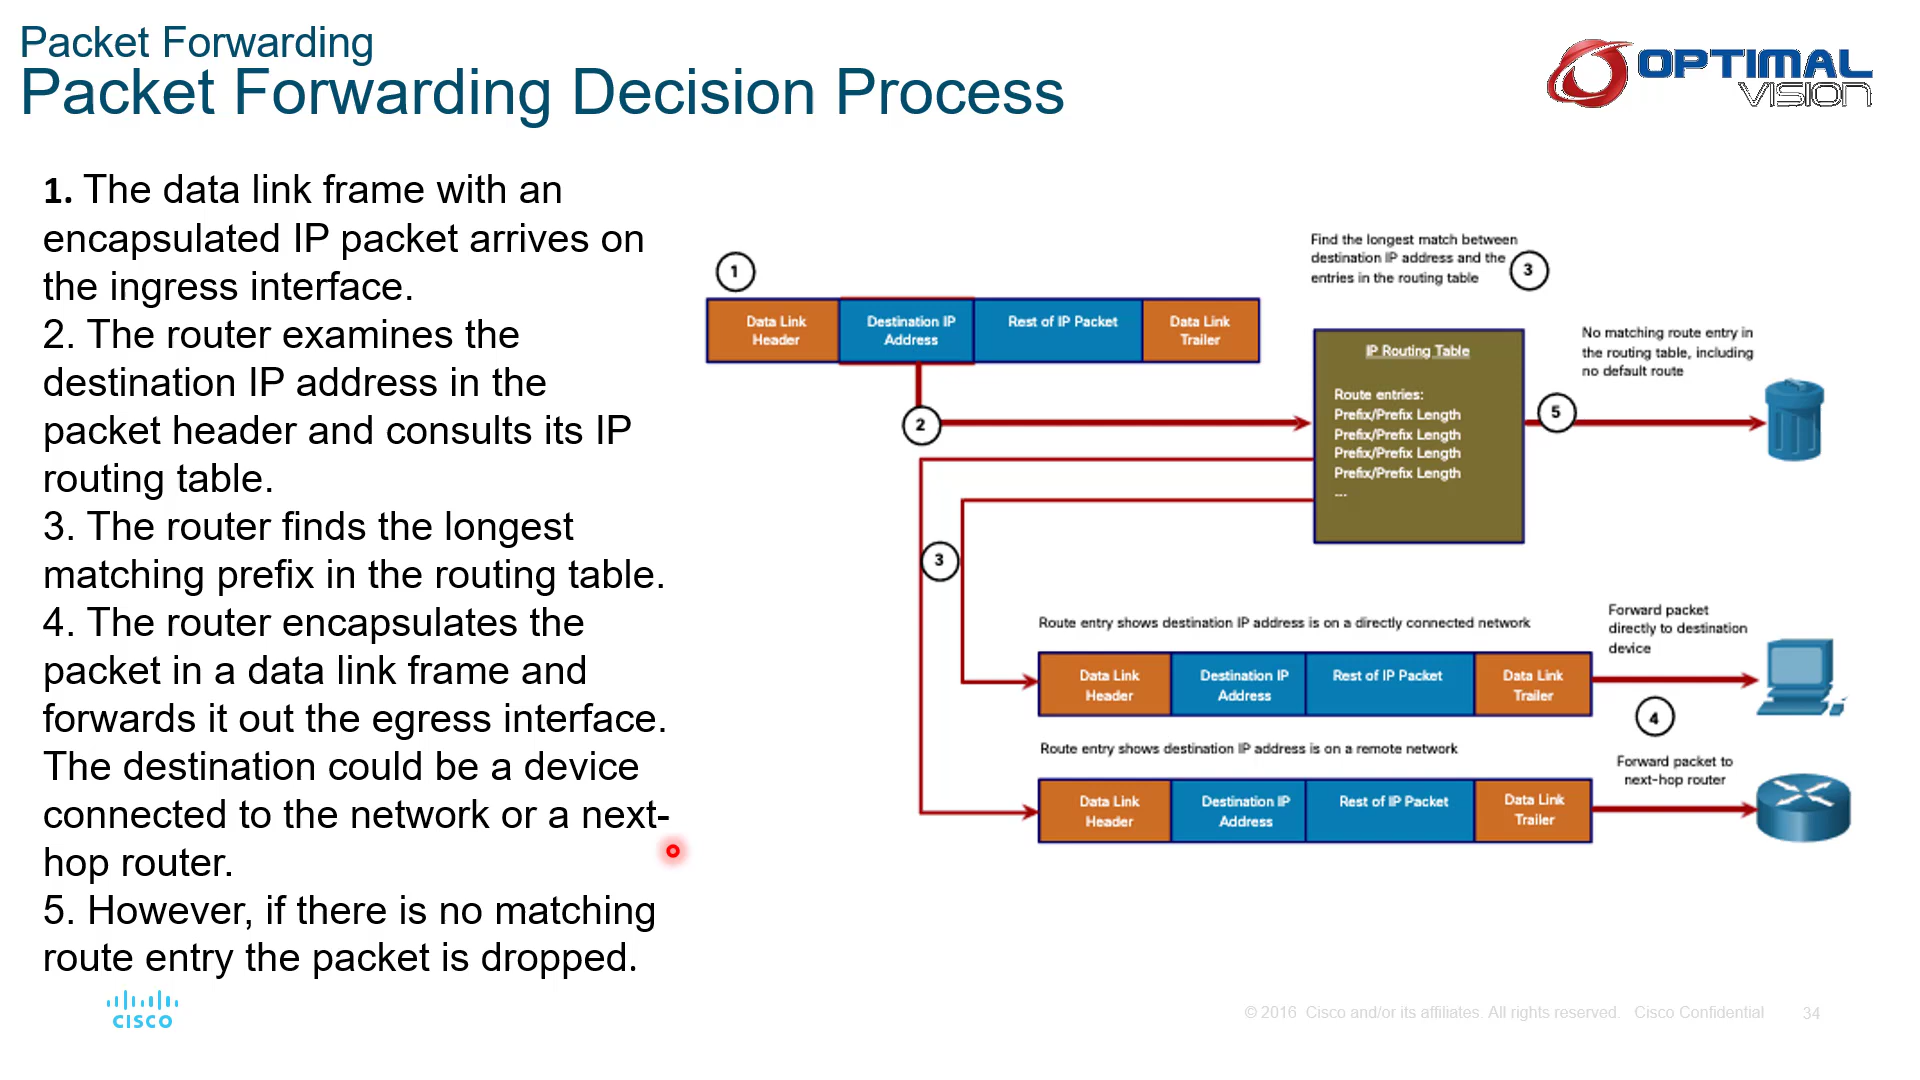 Packet Forwarding
Packet Forwarding Decision Process
OPTIMAL
VISION
1. The data link frame with an
encapsulated IP packet arrives on
the ingress interface.
2. The router examines the
destination IP address in the
packet header and consults its IP
routing table.
3. The router finds the longest
matching prefix in the routing table.
4. The router encapsulates the
packet in a data link frame and
forwards it out the egress interface.
The destination could be a device
connected to the network or a next-
hop router.
5. However, if there is no matching
route entry the packet is dropped.
1
Data Link
Header
Destination IP
Address
Rest of IP Packet
Data Link
Trailer
2
Find the longest match between
destination IP address and the
entries in the routing table
3
IP Routing Table
Route entries:
Prefix/Prefix Length
Prefix/Prefix Length
Prefix/Prefix Length
Prefix/Prefix Length
...
5
No matching route entry in
the routing table, including
no default route
3
Route entry shows destination IP address is on a directly connected network
Data Link
Header
Destination IP
Address
Rest of IP Packet
Data Link
Trailer
Forward packet
directly to destination
device
4
Route entry shows destination IP address is on a remote network
Data Link
Header
Destination IP
Address
Rest of IP Packet
Data Link
Trailer
Forward packet to
next-hop router
CISCO
© 2016 Cisco and/or its affiliates. All rights reserved. Cisco Confidential
34